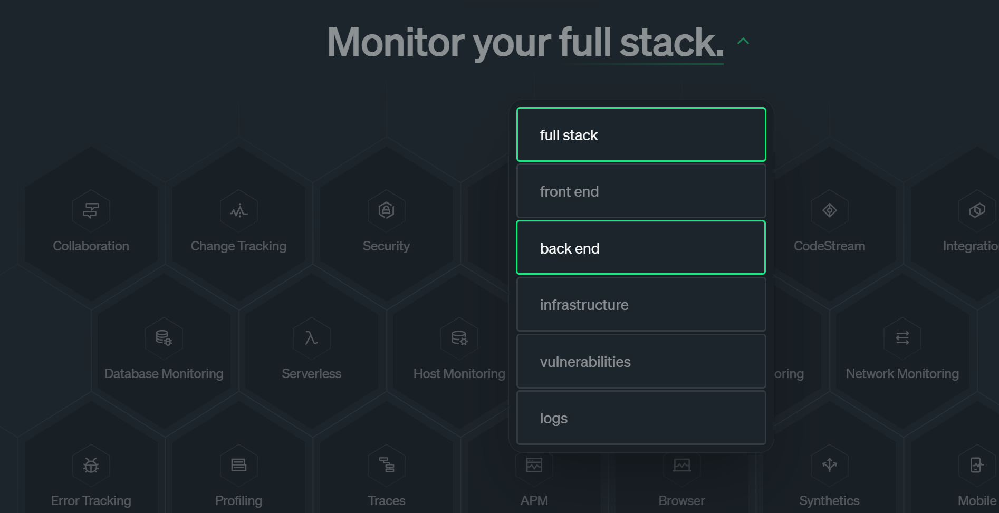 Monitor your full stack.
full stack
front end
back end
infrastructure
vulnerabilities
logs
Collaboration
Change Tracking
Security
CodeStream
Integratio
Database Monitoring
Serverless
Host Monitoring
oring
Network Monitoring
Error Tracking
Profiling
Traces
APM
Browser
Synthetics
Mobile